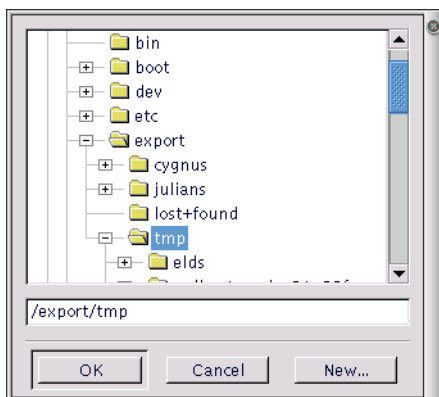 bin
boot
dev
etc
export
cygnus
julians
lost+found
tmp
elds
/export/tmp
OK Cancel New...